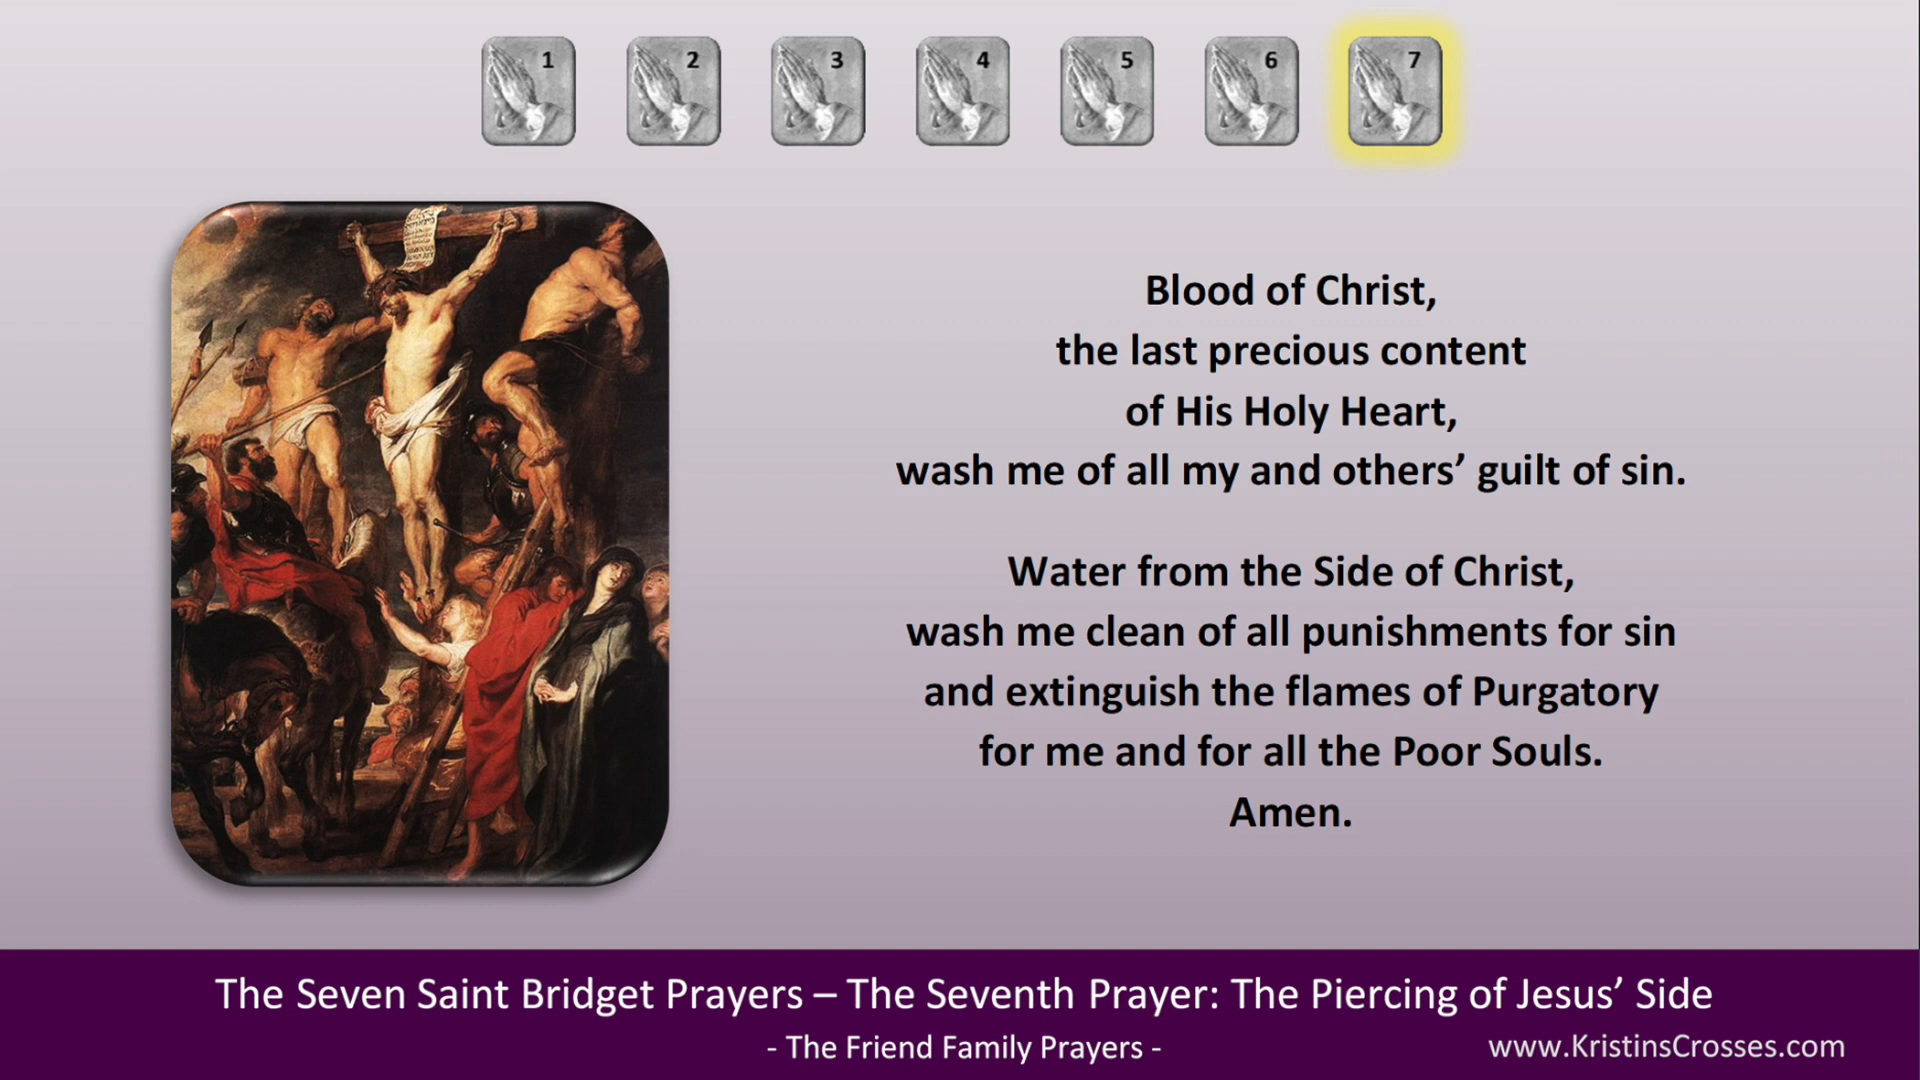 1 2 3 4 5 6 7
Blood of Christ,
the last precious content
of His Holy Heart,
wash me of all my and others’ guilt of sin.
Water from the Side of Christ,
wash me clean of all punishments for sin
and extinguish the flames of Purgatory
for me and for all the Poor Souls.
Amen.
The Seven Saint Bridget Prayers – The Seventh Prayer: The Piercing of Jesus’ Side
- The Friend Family Prayers -
www.KristinsCrosses.com